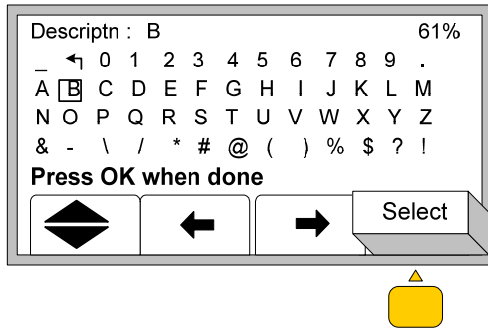 Descriptn : B 61%
_ ↰ 0 1 2 3 4 5 6 7 8 9 .
A B C D E F G H I J K L M
N O P Q R S T U V W X Y Z
& - \ / * # @ ( ) % $ ? !
Press OK when done
Select